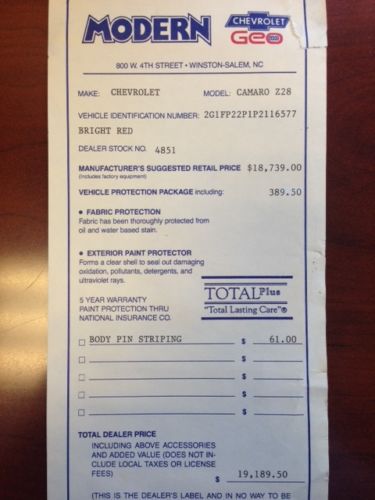 MODERN
CHEVROLET
Geo
800 W. 4TH STREET • WINSTON-SALEM, NC
MAKE: CHEVROLET MODEL: CAMARO Z28
VEHICLE IDENTIFICATION NUMBER: 2G1FP22P1P2116577
BRIGHT RED
DEALER STOCK NO. 4851
MANUFACTURER'S SUGGESTED RETAIL PRICE $18,739.00
(Includes factory equipment)
VEHICLE PROTECTION PACKAGE including: 389.50
• FABRIC PROTECTION
Fabric has been thoroughly protected from
oil and water based stain.
• EXTERIOR PAINT PROTECTOR
Forms a clear shell to seal out damaging
oxidation, pollutants, detergents, and
ultraviolet rays.
TOTAL Plus
"Total Lasting Care"®
5 YEAR WARRANTY
PAINT PROTECTION THRU
NATIONAL INSURANCE CO.
BODY PIN STRIPING $ 61.00
$
$
$
$
TOTAL DEALER PRICE
INCLUDING ABOVE ACCESSORIES
AND ADDED VALUE (DOES NOT IN-
CLUDE LOCAL TAXES OR LICENSE
FEES) $ 19,189.50
(THIS IS THE DEALER'S LABEL AND IN NO WAY TO BE